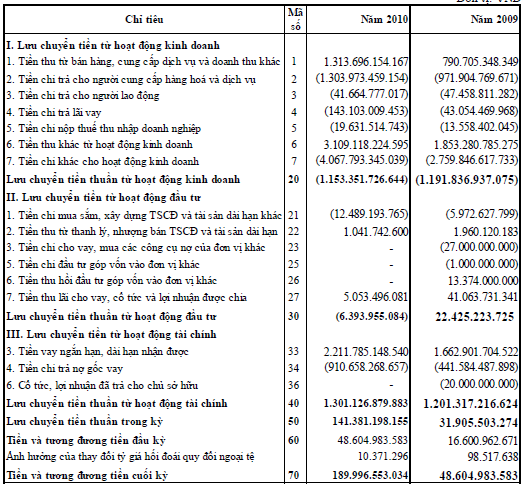 Chỉ tiêu Mã số Năm 2010 Năm 2009
I. Lưu chuyển tiền từ hoạt động kinh doanh
1. Tiền thu từ bán hàng, cung cấp dịch vụ và doanh thu khác 1 1.313.696.154.167 790.705.348.349
2. Tiền chi trả cho người cung cấp hàng hoá và dịch vụ 2 (1.303.973.459.154) (971.904.769.671)
3. Tiền chi trả cho người lao động 3 (41.664.777.017) (47.458.811.282)
4. Tiền chi trả lãi vay 4 (143.103.009.453) (43.054.469.968)
5. Tiền chi nộp thuế thu nhập doanh nghiệp 5 (19.631.514.743) (13.558.402.045)
6. Tiền thu khác từ hoạt động kinh doanh 6 3.109.118.224.595 1.853.280.785.275
7. Tiền chi khác cho hoạt động kinh doanh 7 (4.067.793.345.039) (2.759.846.617.733)
Lưu chuyển tiền thuần từ hoạt động kinh doanh 20 (1.153.351.726.644) (1.191.836.937.075)
II. Lưu chuyển tiền từ hoạt động đầu tư
1. Tiền chi mua sắm, xây dựng TSCĐ và tài sản dài hạn khác 21 (12.489.193.765) (5.972.627.799)
2. Tiền thu từ thanh lý, nhượng bán TSCĐ và tài sản dài hạn 22 1.041.742.600 1.960.120.183
3. Tiền chi cho vay, mua các công cụ nợ của đơn vị khác 23 - (27.000.000.000)
5. Tiền chi đầu tư góp vốn vào đơn vị khác 25 - (1.000.000.000)
6. Tiền thu hồi đầu tư góp vốn vào đơn vị khác 26 - 13.374.000.000
7. Tiền thu lãi cho vay, cổ tức và lợi nhuận được chia 27 5.053.496.081 41.063.731.341
Lưu chuyển tiền thuần từ hoạt động đầu tư 30 (6.393.955.084) 22.425.223.725
III. Lưu chuyển tiền từ hoạt động tài chính
3. Tiền vay ngắn hạn, dài hạn nhận được 33 2.211.785.148.540 1.662.901.704.522
4. Tiền chi trả nợ gốc vay 34 (910.658.268.657) (441.584.487.898)
6. Cổ tức, lợi nhuận đã trả cho chủ sở hữu 36 - (20.000.000.000)
Lưu chuyển tiền thuần từ hoạt động tài chính 40 1.301.126.879.883 1.201.317.216.624
Lưu chuyển tiền thuần trong kỳ 50 141.381.198.155 31.905.503.274
Tiền và tương đương tiền đầu kỳ 60 48.604.983.583 16.600.962.671
Ảnh hưởng của thay đổi tỷ giá hối đoái quy đổi ngoại tệ 10.371.296 98.517.638
Tiền và tương đương tiền cuối kỳ 70 189.996.553.034 48.604.983.583